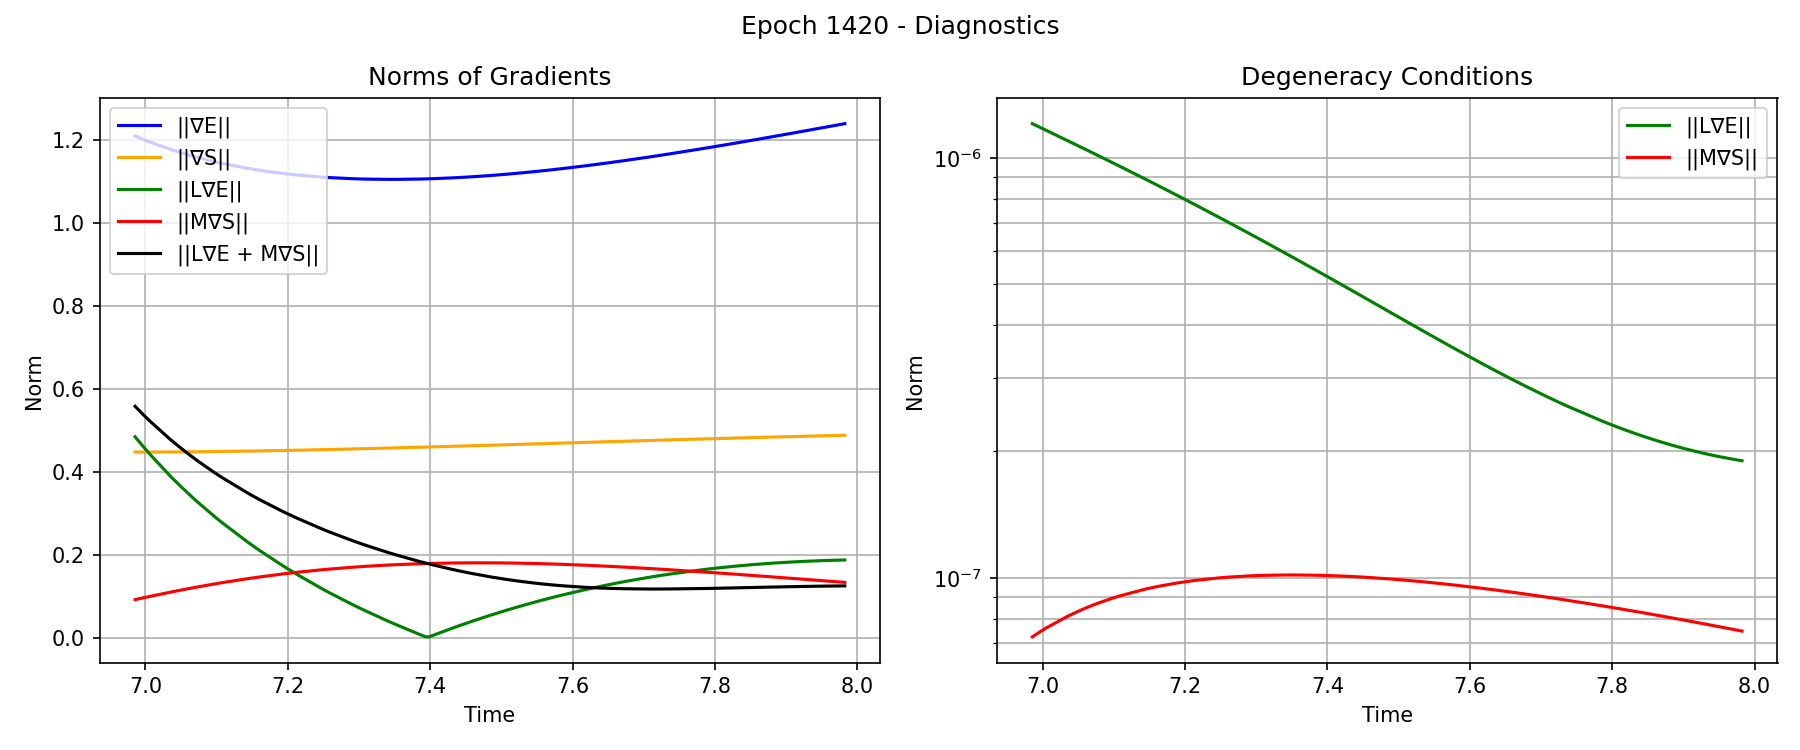 Epoch 1420 - Diagnostics
Norms of Gradients
||∇E||
||∇S||
||L∇E||
||M∇S||
||L∇E + M∇S||
Norm
1.2
1.0
0.8
0.6
0.4
0.2
0.0
7.0 7.2 7.4 7.6 7.8 8.0
Time
Degeneracy Conditions
||L∇E||
||M∇S||
Norm
10⁻⁶
10⁻⁷
7.0 7.2 7.4 7.6 7.8 8.0
Time